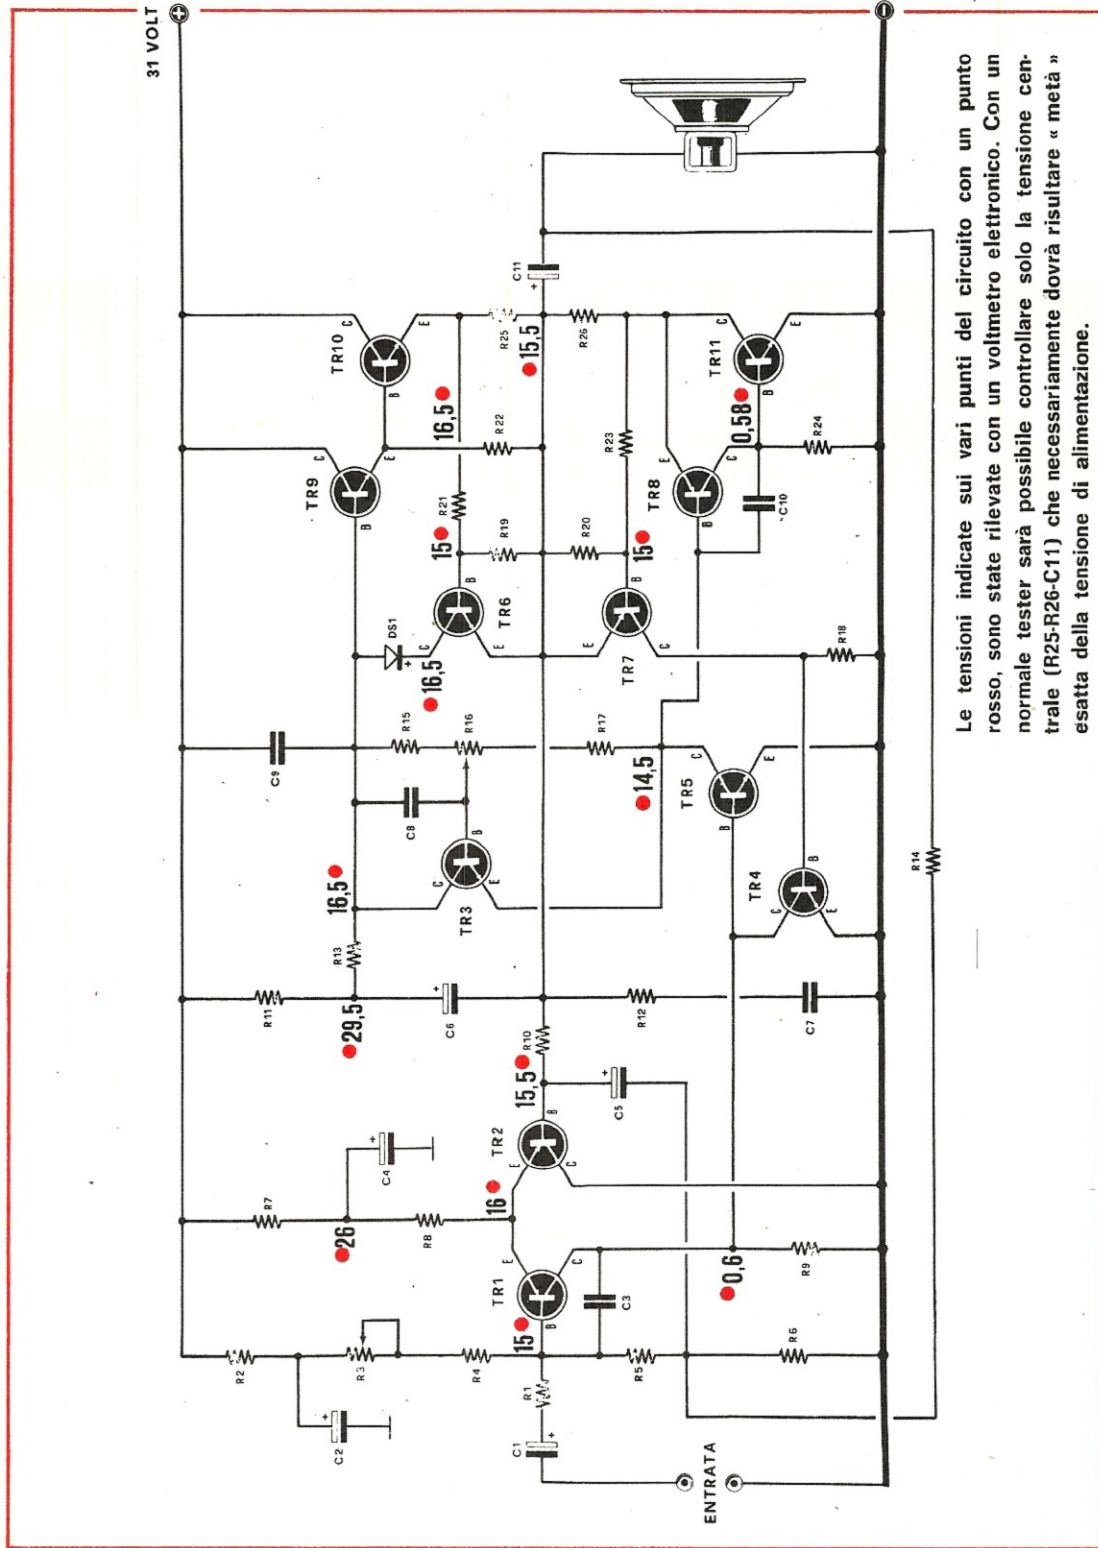 31 VOLT
+
R2
R3
C2
R4
R7
C4
26
R8
R11
29,5
C6
R13
16,5
C9
C8
R15
R16
TR3
B
C
E
R17
14,5
DS1
16,5
TR6
C
B
E
15
R19
R21
TR9
B
C
E
R22
TR10
B
C
E
16,5
R25
15,5
C11
ENTRATA
C1
R1
15
TR1
B
E
C
16
TR2
E
B
C
15,5
R10
C5
C3
R5
R6
0,6
R9
R12
C7
TR4
B
C
E
TR5
B
C
E
TR7
E
B
C
15
R20
R18
R23
TR8
E
B
C
C10
R26
0,58
R24
TR11
C
B
E
R14
-
Le tensioni indicate sui vari punti del circuito con un punto
rosso, sono state rilevate con un voltmetro elettronico. Con un
normale tester sarà possibile controllare solo la tensione cen-
trale (R25-R26-C11) che necessariamente dovrà risultare « metà »
esatta della tensione di alimentazione.